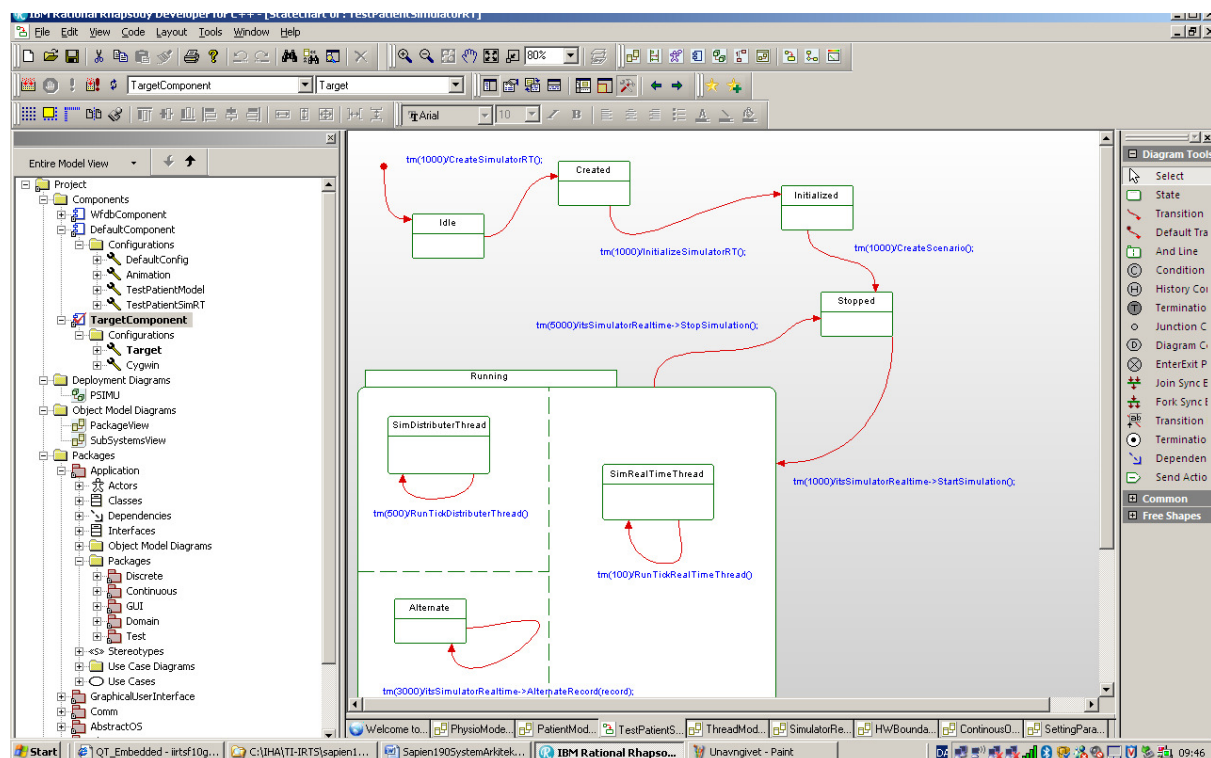 IBM Rational Rhapsody Developer for C++ - [Statechart of : TestPatientSimulatorRT]
File Edit View Code Layout Tools Window Help
80%
TargetComponent Target
Arial 10
Entire Model View
Project
Components
WfdbComponent
DefaultComponent
Configurations
DefaultConfig
Animation
TestPatientModel
TestPatientSimRT
TargetComponent
Configurations
Target
Cygwin
Deployment Diagrams
PSIMU
Object Model Diagrams
PackageView
SubSystemsView
Packages
Application
Actors
Classes
Dependencies
Interfaces
Object Model Diagrams
Packages
Discrete
Continuous
GUI
Domain
Test
«S» Stereotypes
Use Case Diagrams
Use Cases
GraphicalUserInterface
Comm
AbstractOS
tm(1000)/CreateSimulatorRT();
Created
Initialized
Idle
tm(1000)/InitializeSimulatorRT();
tm(1000)/CreateScenario();
Stopped
tm(5000)/itsSimulatorRealtime->StopSimulation();
Running
SimDistributerThread
SimRealTimeThread
tm(1000)/itsSimulatorRealtime->StartSimulation();
tm(500)/RunTickDistributerThread()
tm(100)/RunTickRealTimeThread()
Alternate
tm(3000)/itsSimulatorRealtime->AlternateRecord(record);
Diagram Tools
Select
State
Transition
Default Tra
And Line
Condition
History Con
Terminatio
Junction C
Diagram C
EnterExit P
Join Sync E
Fork Sync E
Transition
Terminatio
Dependen
Send Actio
Common
Free Shapes
Welcome to... PhysioMode... PatientMod... TestPatientS... ThreadMod... SimulatorRe... HWBounda... ContinousO... SettingPara...
Start QT_Embedded - iirtsf10g... C:\IHA\TI-IRTS\sapien1... Sapien190SystemArkitek... IBM Rational Rhapso... Unavngivet - Paint DA 09:46